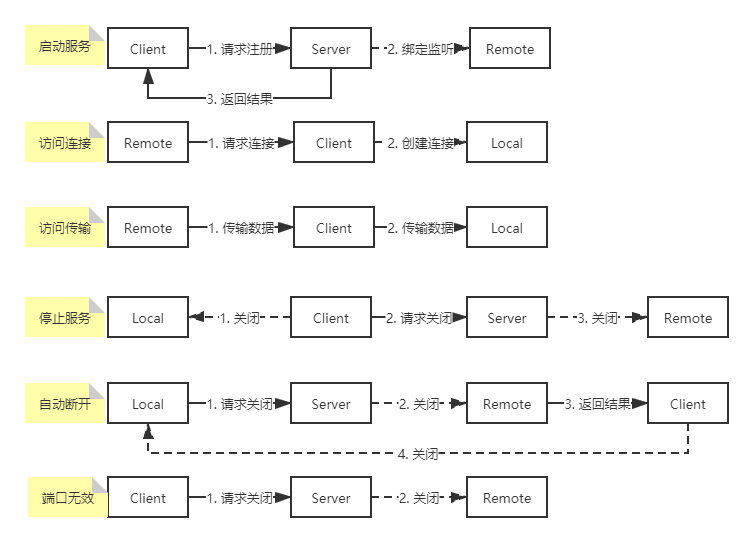 启动服务 Client 1. 请求注册 Server 2. 绑定监听 Remote
3. 返回结果
访问连接 Remote 1. 请求连接 Client 2. 创建连接 Local
访问传输 Remote 1. 传输数据 Client 2. 传输数据 Local
停止服务 Local 1. 关闭 Client 2. 请求关闭 Server 3. 关闭 Remote
自动断开 Local 1. 请求关闭 Server 2. 关闭 Remote 3. 返回结果 Client
4. 关闭
端口无效 Client 1. 请求关闭 Server 2. 关闭 Remote